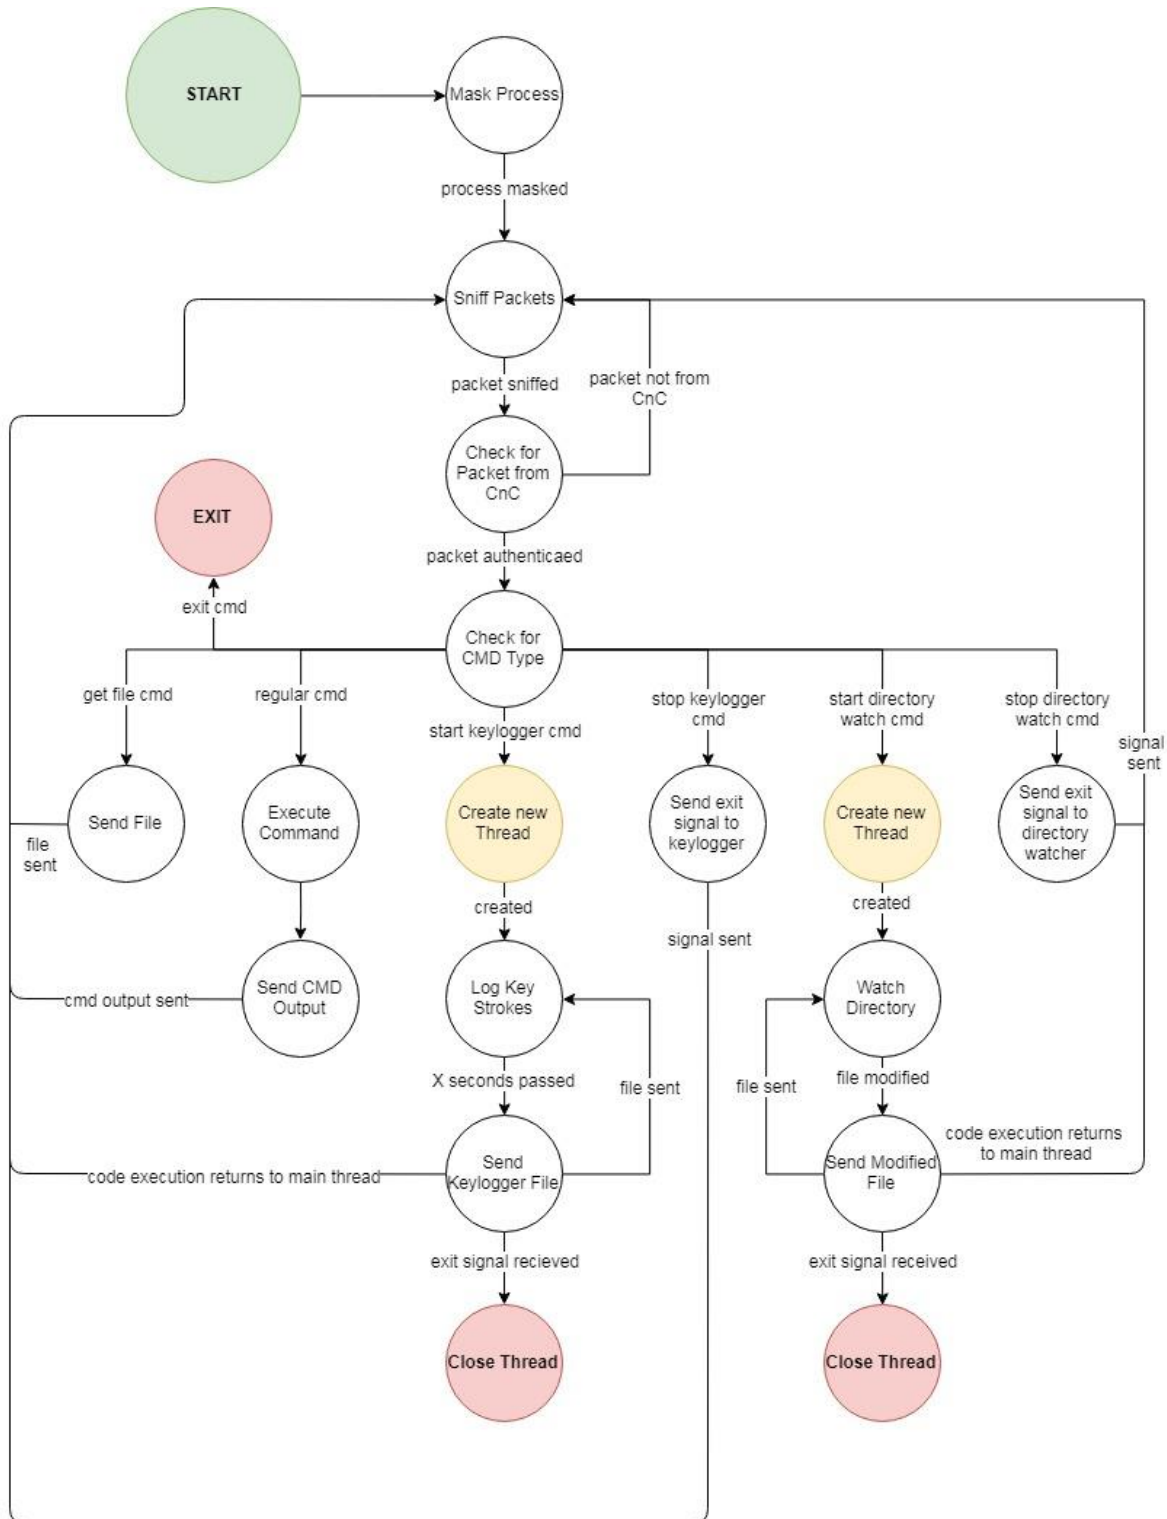 START
Mask Process
process masked
Sniff Packets
packet sniffed
packet not from
CnC
Check for
Packet from
CnC
EXIT
packet authenticaed
exit cmd
Check for
CMD Type
get file cmd
regular cmd
start keylogger cmd
stop keylogger
cmd
start directory
watch cmd
stop directory
watch cmd
signal
sent
Send File
file
sent
Execute
Command
Create new
Thread
Send exit
signal to
keylogger
Create new
Thread
Send exit
signal to
directory
watcher
created
created
signal sent
cmd output sent
Send CMD
Output
Log Key
Strokes
Watch
Directory
X seconds passed
file sent
file sent
file modified
code execution returns to main thread
Send
Keylogger File
Send Modified
File
code execution returns
to main thread
exit signal recieved
exit signal received
Close Thread
Close Thread